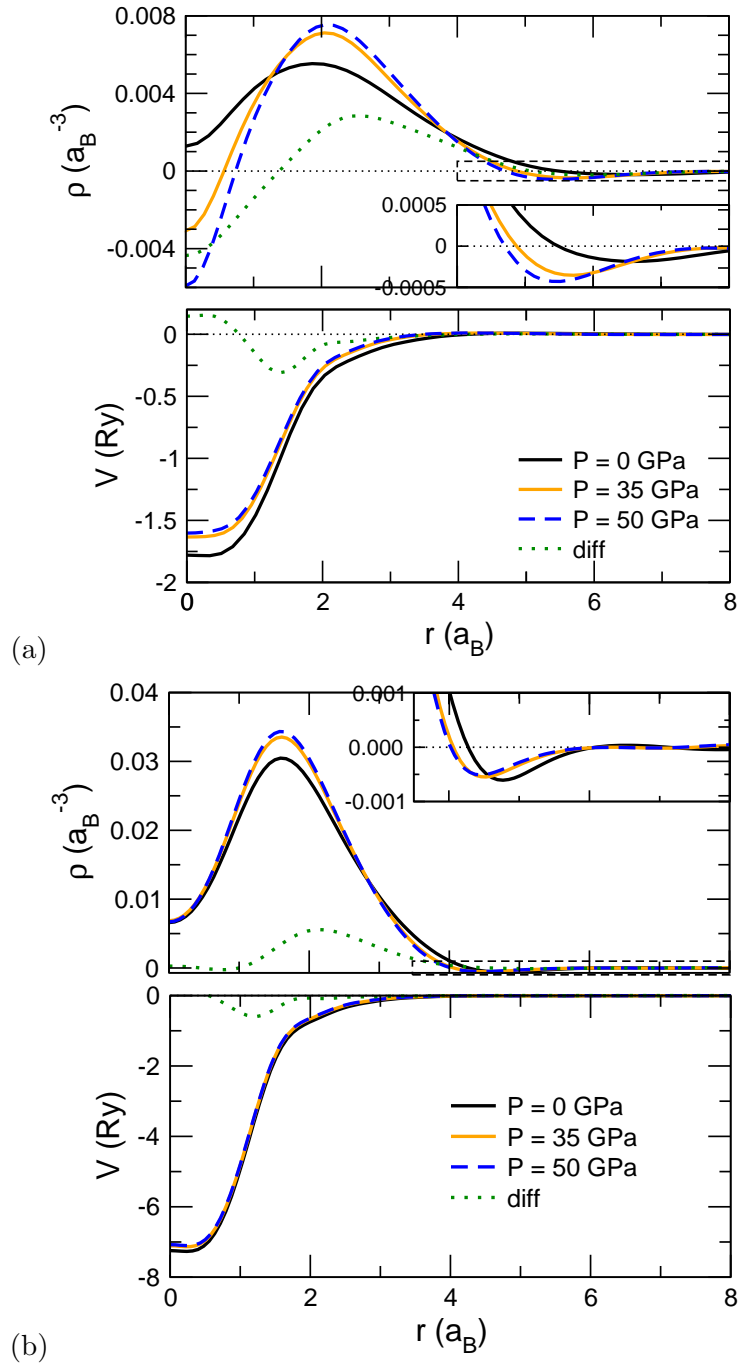 0.008
0.004
0
-0.004
ρ (a_B^-3)
0.0005
0
-0.0005
0
-0.5
-1
-1.5
-2
V (Ry)
P = 0 GPa
P = 35 GPa
P = 50 GPa
diff
0 0 2 4 6 8
r (a_B)
(a)
0.04
0.03
0.02
0.01
0
ρ (a_B^-3)
0.001
0.000
-0.001
0
-2
-4
-6
-8
V (Ry)
P = 0 GPa
P = 35 GPa
P = 50 GPa
diff
0 2 4 6 8
r (a_B)
(b)